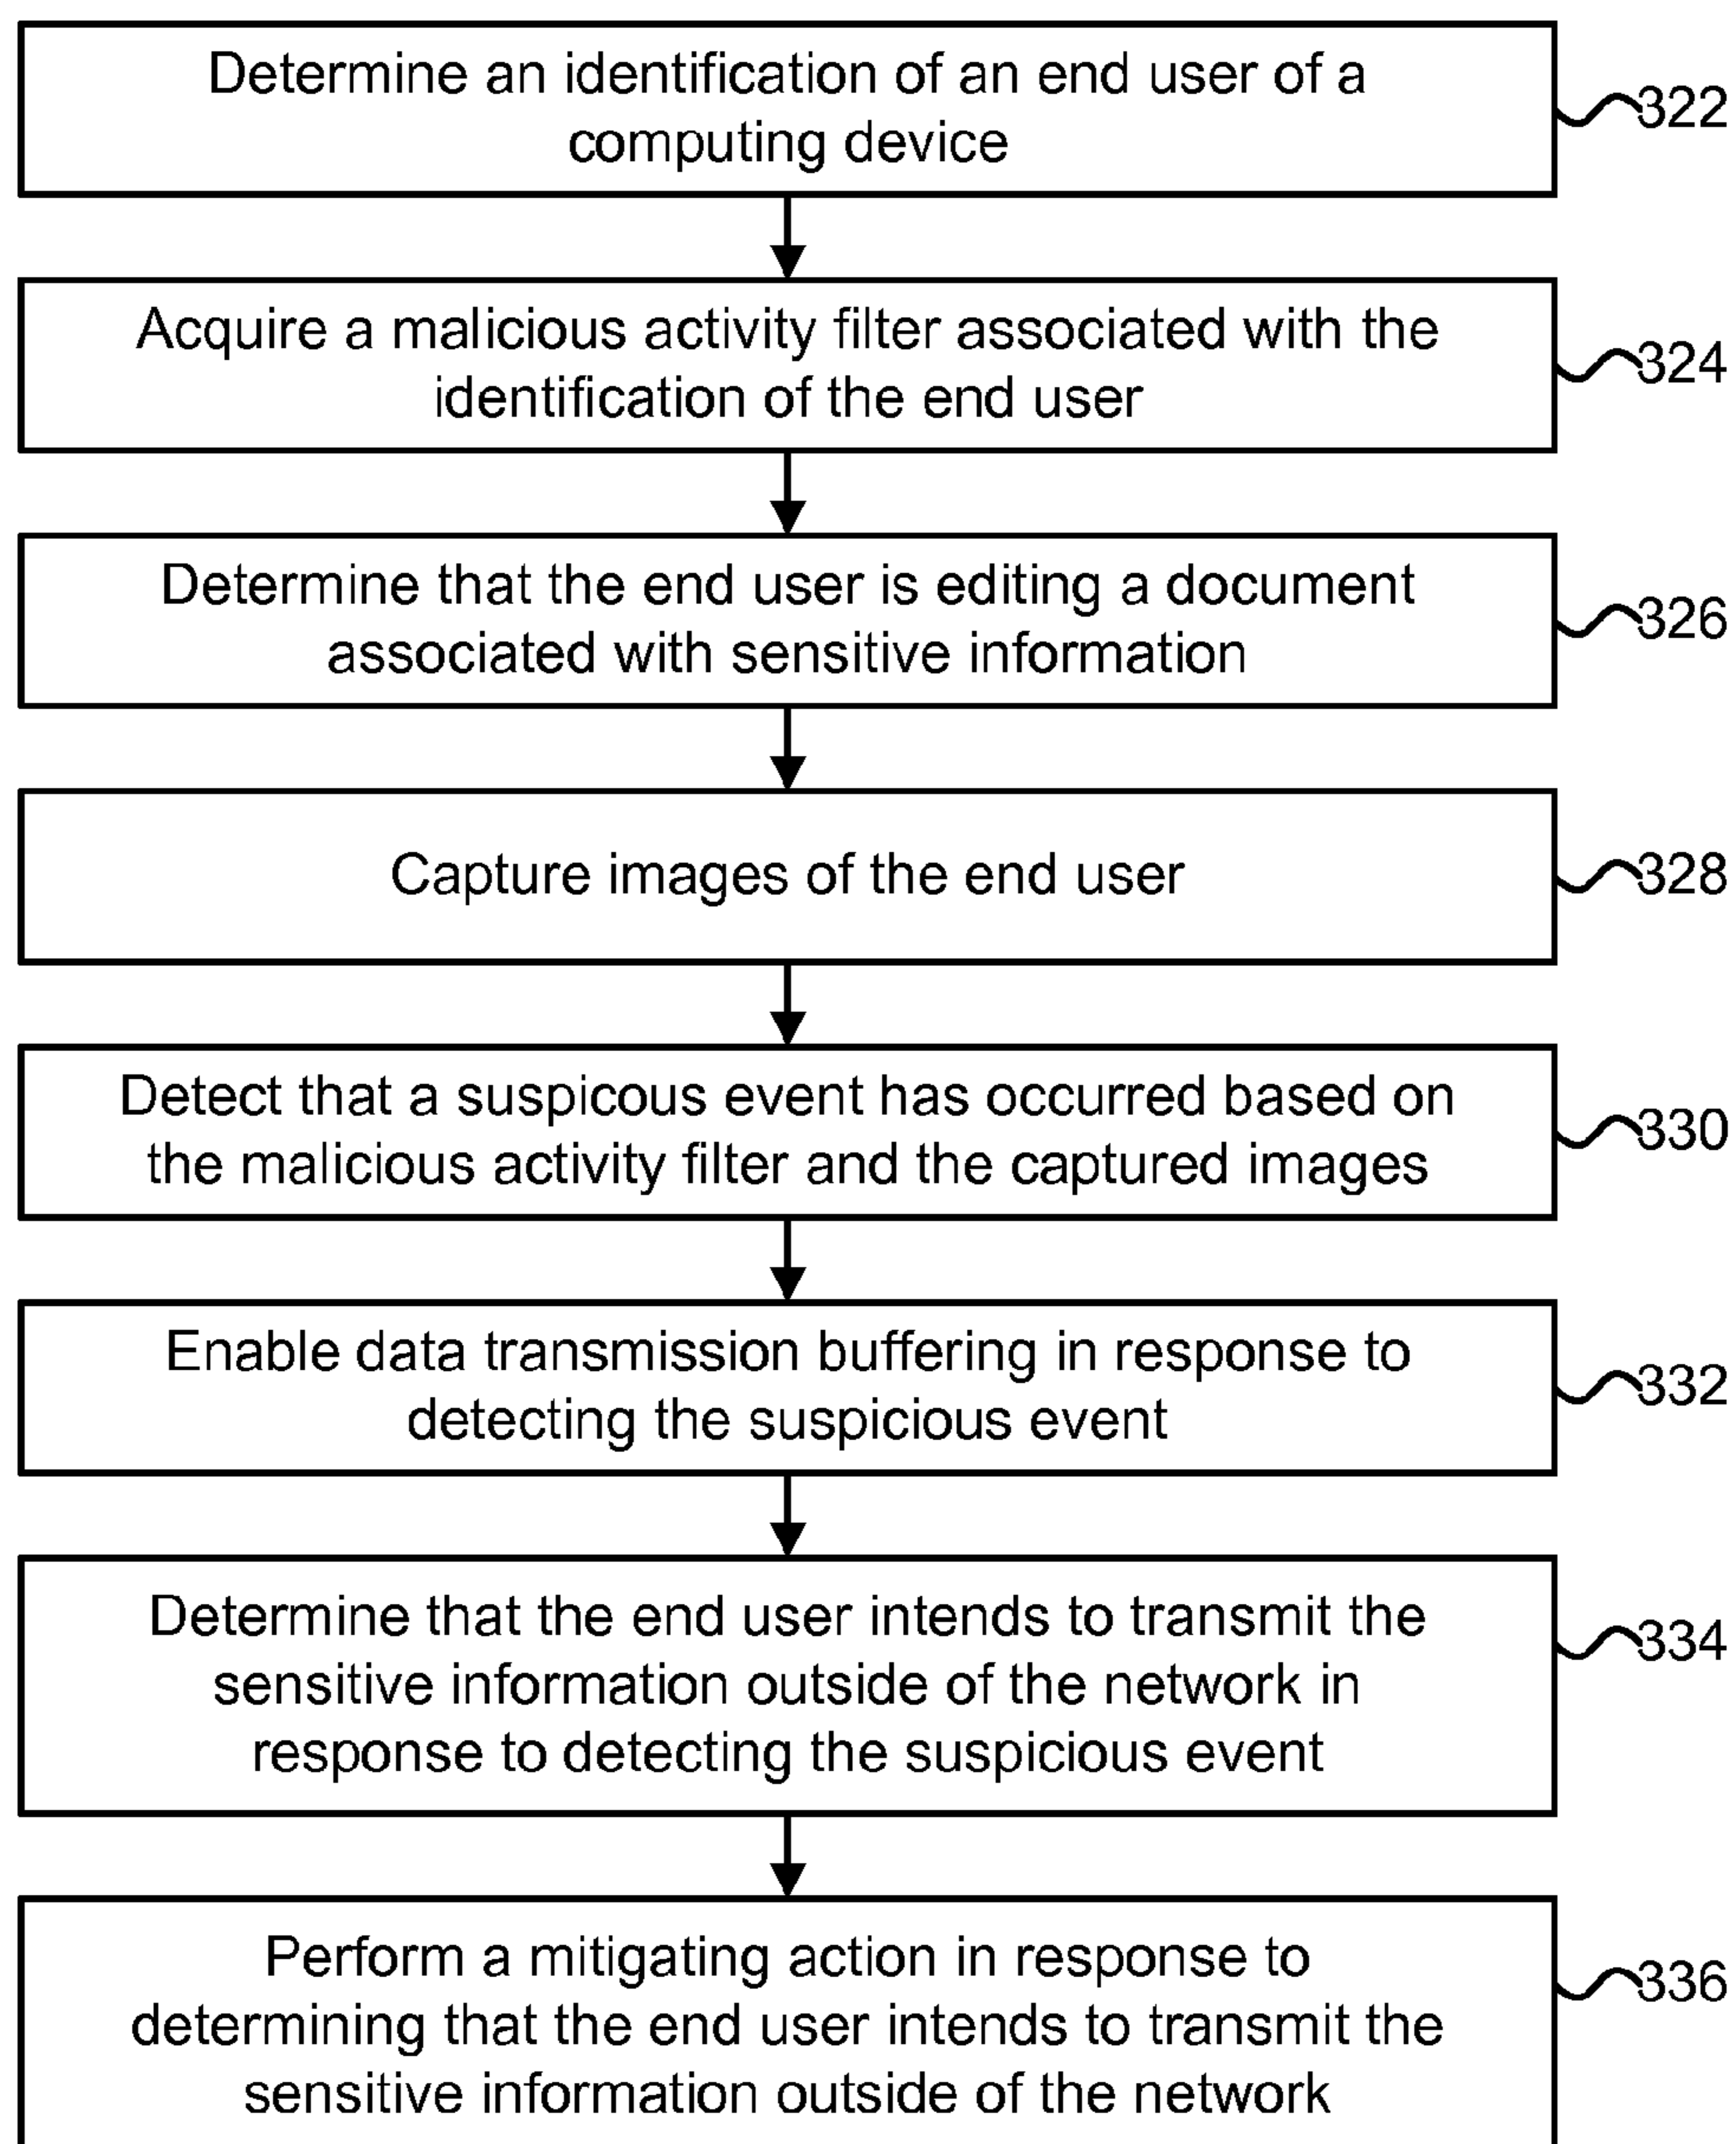 Determine an identification of an end user of a
computing device
322
Acquire a malicious activity filter associated with the
identification of the end user
324
Determine that the end user is editing a document
associated with sensitive information
326
Capture images of the end user
328
Detect that a suspicous event has occurred based on
the malicious activity filter and the captured images
330
Enable data transmission buffering in response to
detecting the suspicious event
332
Determine that the end user intends to transmit the
sensitive information outside of the network in
response to detecting the suspicious event
334
Perform a mitigating action in response to
determining that the end user intends to transmit the
sensitive information outside of the network
336